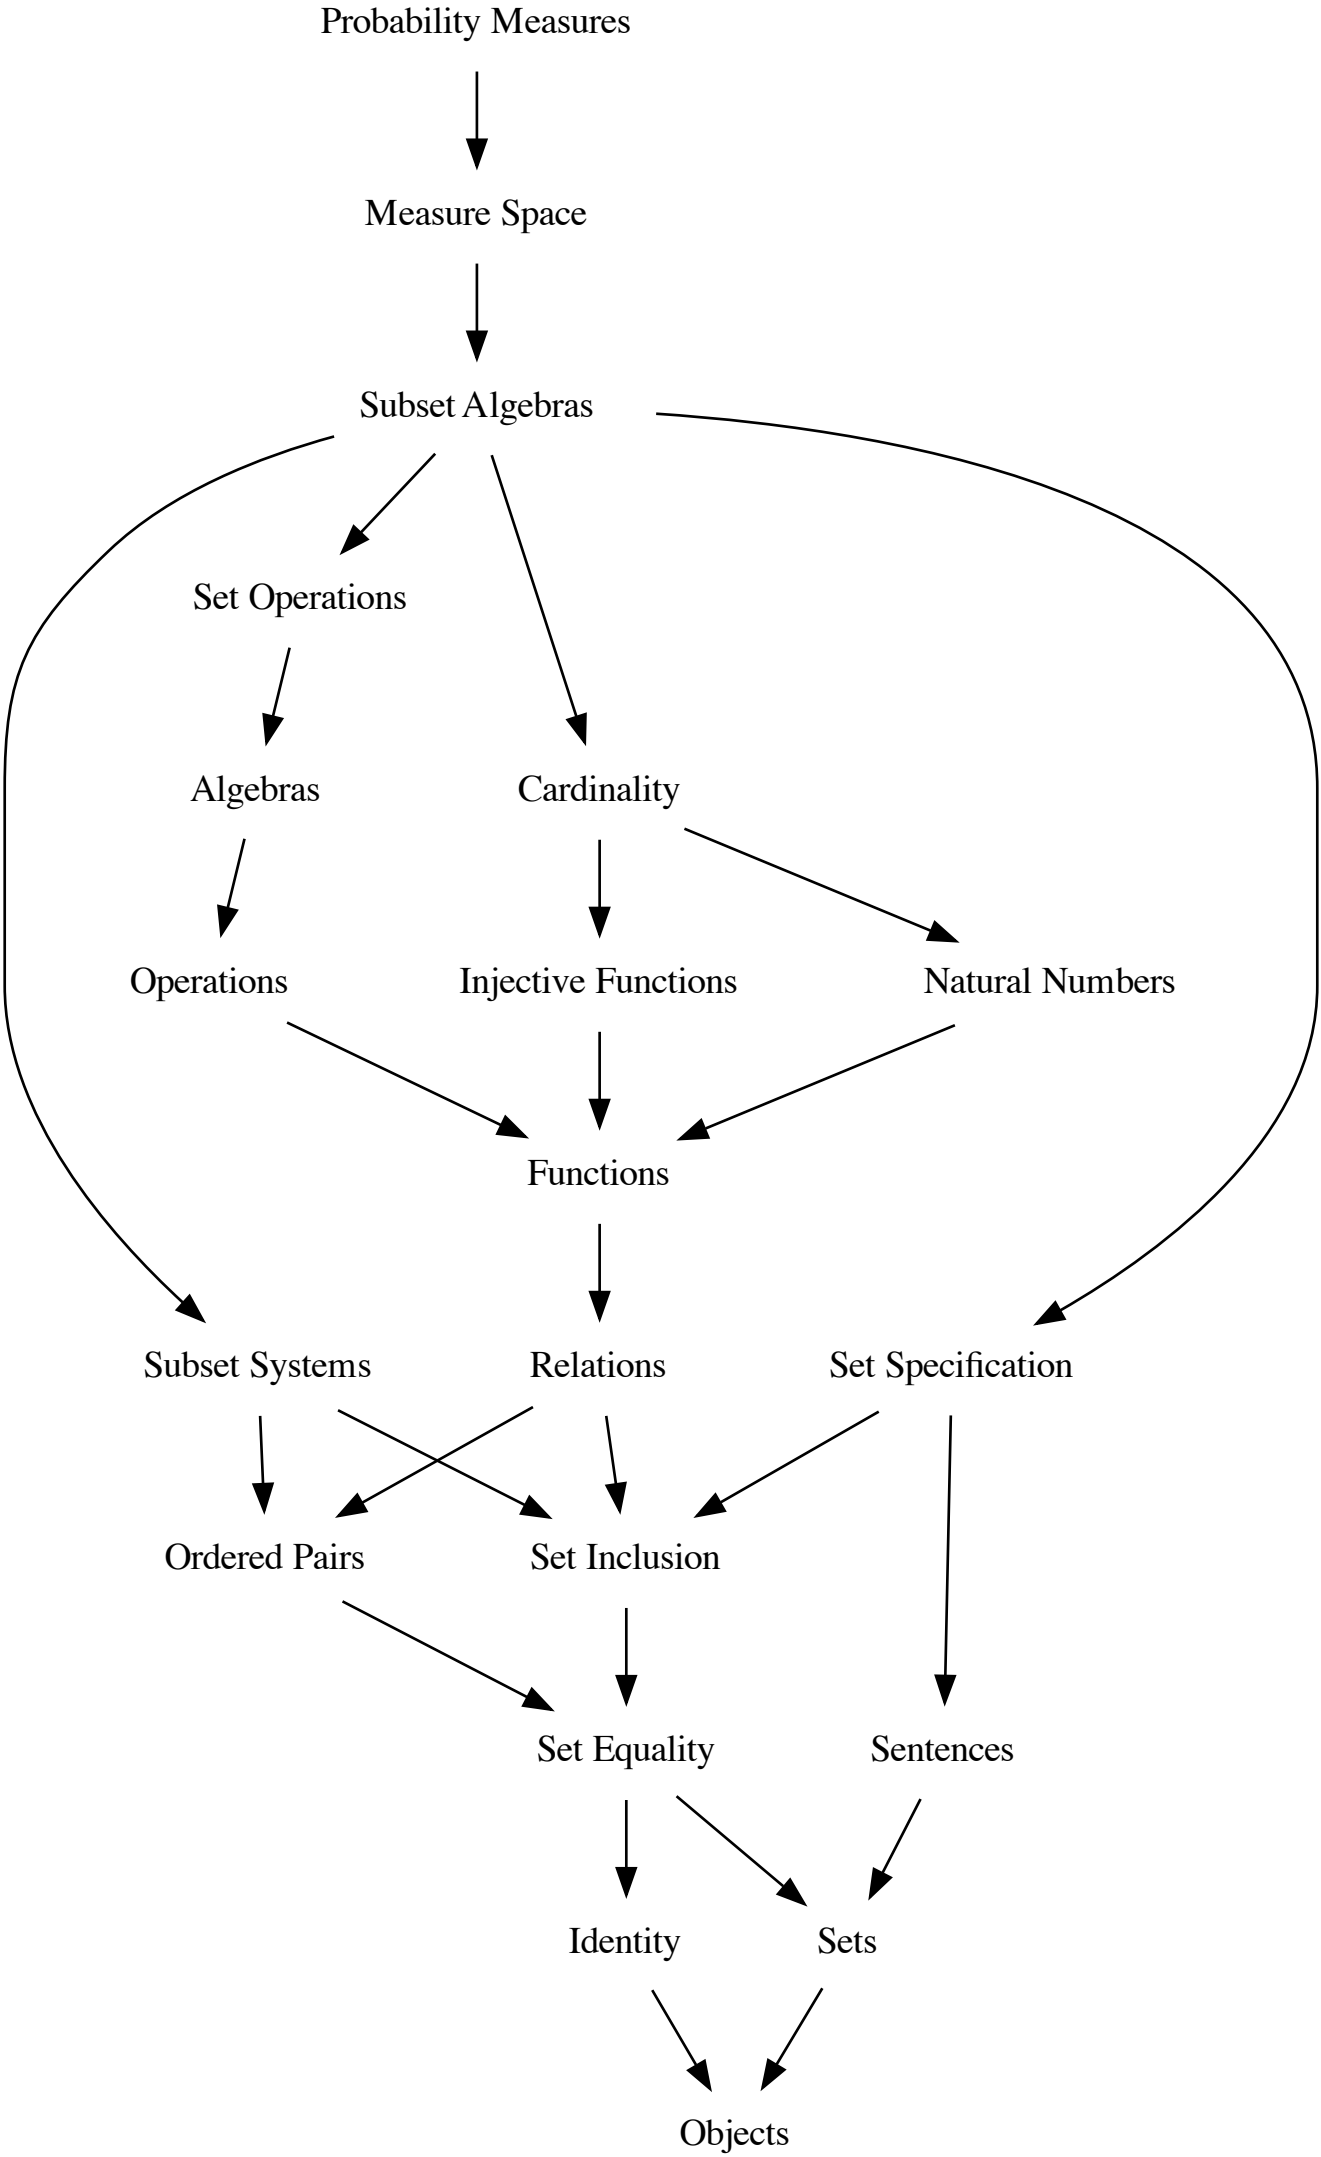 Probability Measures
Measure Space
Subset Algebras
Set Operations
Algebras
Cardinality
Operations
Injective Functions
Natural Numbers
Functions
Subset Systems
Relations
Set Specification
Ordered Pairs
Set Inclusion
Set Equality
Sentences
Identity
Sets
Objects